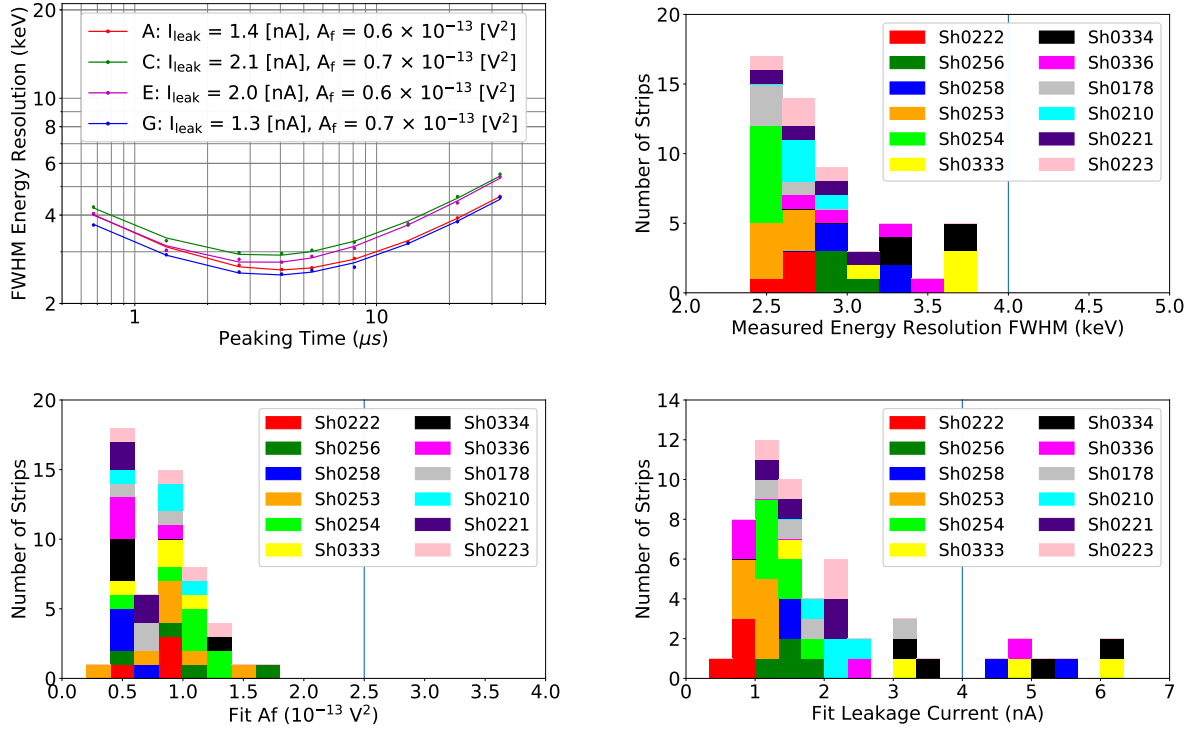 FWHM Energy Resolution (keV)
20
10
8
6
4
2
A: I_leak = 1.4 [nA], A_f = 0.6 × 10^−13 [V^2]
C: I_leak = 2.1 [nA], A_f = 0.7 × 10^−13 [V^2]
E: I_leak = 2.0 [nA], A_f = 0.6 × 10^−13 [V^2]
G: I_leak = 1.3 [nA], A_f = 0.7 × 10^−13 [V^2]
1 10
Peaking Time (μs)
Number of Strips
20
15
10
5
0
Sh0222 Sh0334
Sh0256 Sh0336
Sh0258 Sh0178
Sh0253 Sh0210
Sh0254 Sh0221
Sh0333 Sh0223
2.0 2.5 3.0 3.5 4.0 4.5 5.0
Measured Energy Resolution FWHM (keV)
Number of Strips
20
15
10
5
0
Sh0222 Sh0334
Sh0256 Sh0336
Sh0258 Sh0178
Sh0253 Sh0210
Sh0254 Sh0221
Sh0333 Sh0223
0.0 0.5 1.0 1.5 2.0 2.5 3.0 3.5 4.0
Fit Af (10^−13 V^2)
Number of Strips
14
12
10
8
6
4
2
0
Sh0222 Sh0334
Sh0256 Sh0336
Sh0258 Sh0178
Sh0253 Sh0210
Sh0254 Sh0221
Sh0333 Sh0223
0 1 2 3 4 5 6 7
Fit Leakage Current (nA)